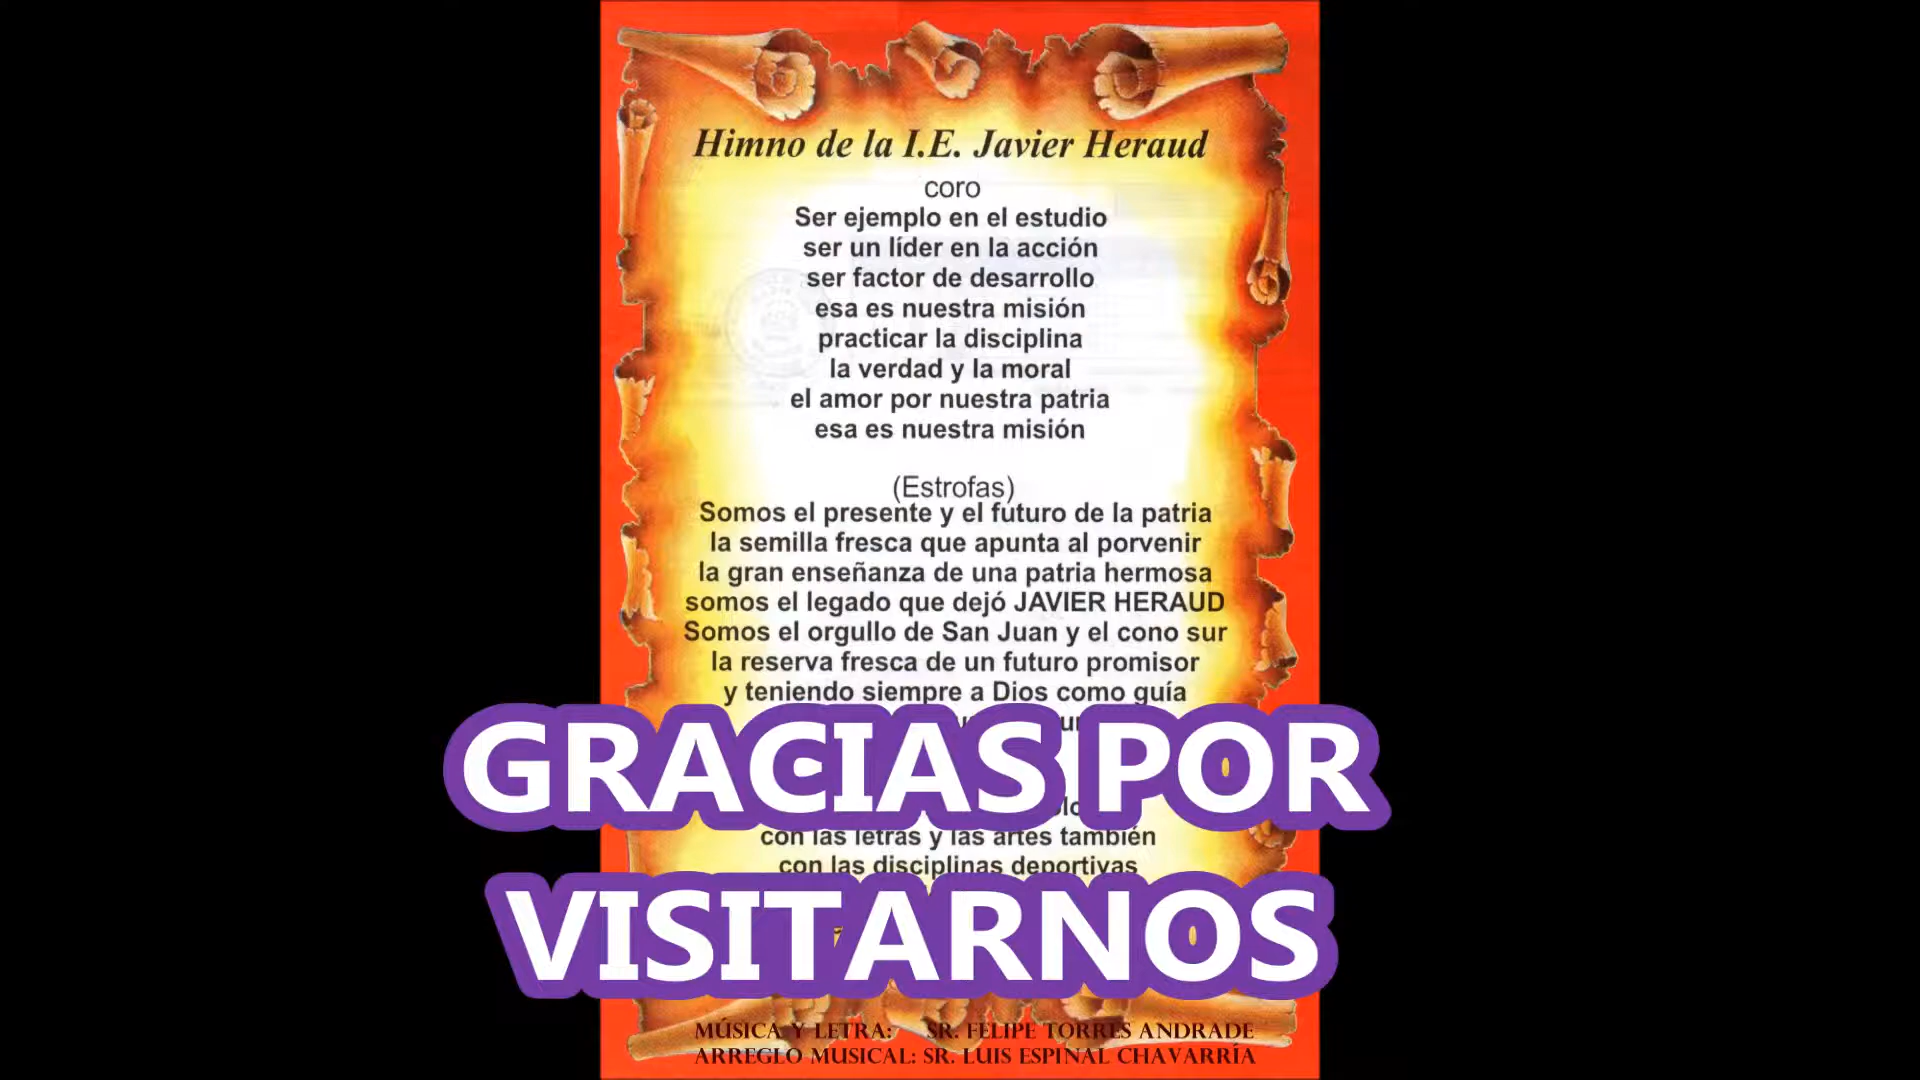 Himno de la I.E. Javier Heraud
coro
Ser ejemplo en el estudio
ser un líder en la acción
ser factor de desarrollo
esa es nuestra misión
practicar la disciplina
la verdad y la moral
el amor por nuestra patria
esa es nuestra misión
(Estrofas)
Somos el presente y el futuro de la patria
la semilla fresca que apunta al porvenir
la gran enseñanza de una patria hermosa
somos el legado que dejó JAVIER HERAUD
Somos el orgullo de San Juan y el cono sur
la reserva fresca de un futuro promisor
y teniendo siempre a Dios como guía
GRACIAS POR
con las letras y las artes también
con las disciplinas deportivas
VISITARNOS
MÚSICA Y LETRA: SR. FELIPE TORRES ANDRADE
ARREGLO MUSICAL: SR. LUIS ESPINAL CHAVARRÍA